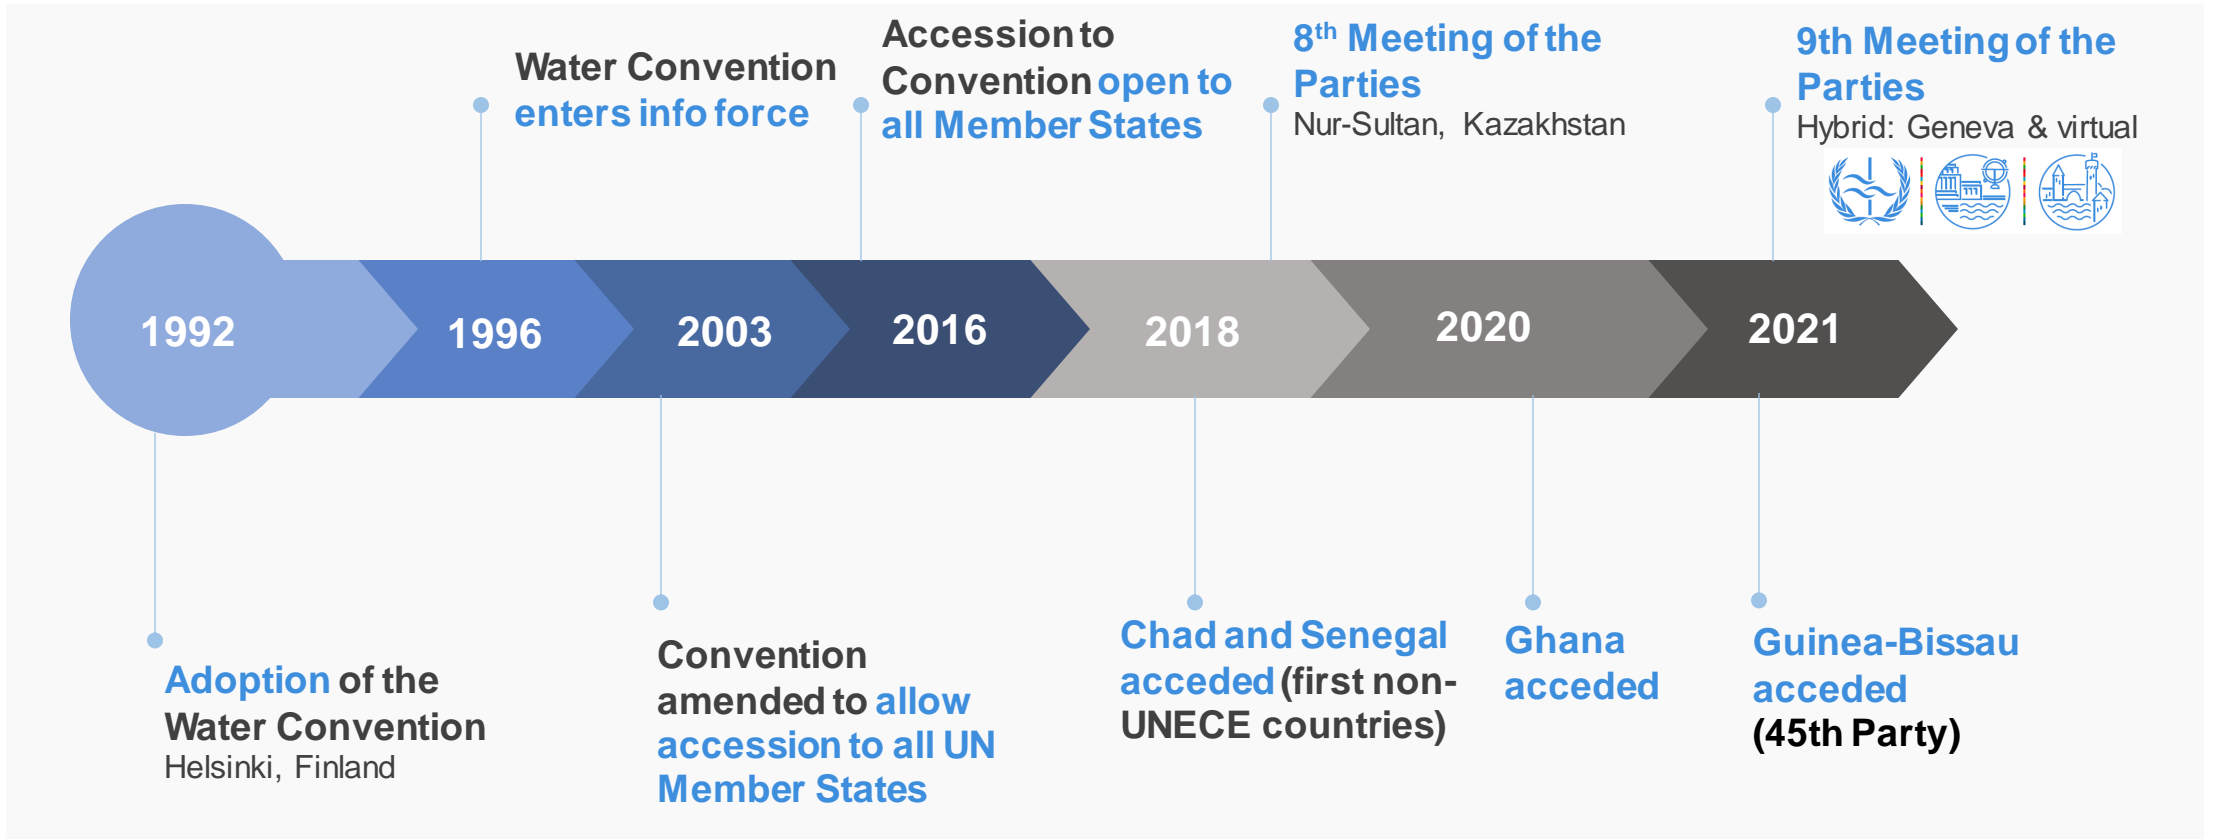 Water Convention
enters info force
Accession to
Convention open to
all Member States
8th Meeting of the
Parties
Nur-Sultan, Kazakhstan
9th Meeting of the
Parties
Hybrid: Geneva & virtual
1992
1996
2003
2016
2018
2020
2021
Adoption of the
Water Convention
Helsinki, Finland
Convention
amended to allow
accession to all UN
Member States
Chad and Senegal
acceded (first non-
UNECE countries)
Ghana
acceded
Guinea-Bissau
acceded
(45th Party)